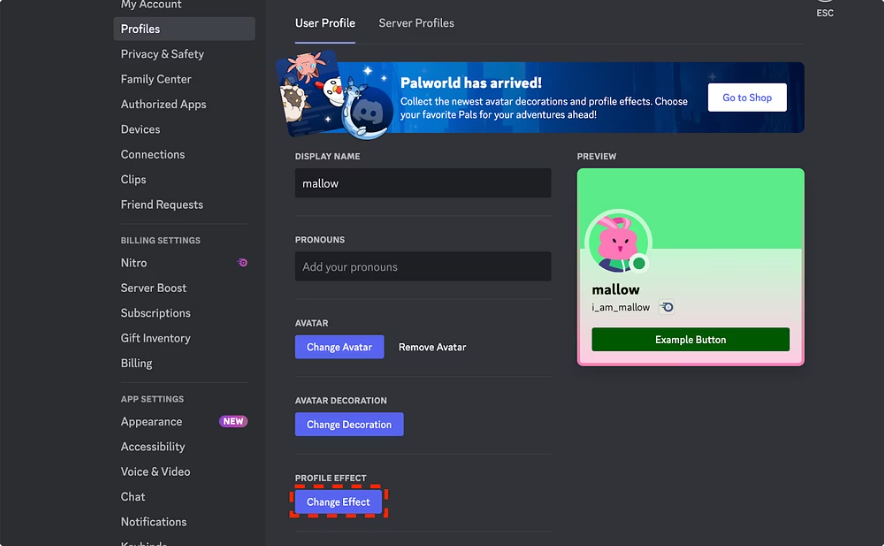 My Account
Profiles
Privacy & Safety
Family Center
Authorized Apps
Devices
Connections
Clips
Friend Requests
BILLING SETTINGS
Nitro
Server Boost
Subscriptions
Gift Inventory
Billing
APP SETTINGS
Appearance NEW
Accessibility
Voice & Video
Chat
Notifications
Keybinds
User Profile Server Profiles
ESC
Palworld has arrived!
Collect the newest avatar decorations and profile effects. Choose
your favorite Pals for your adventures ahead!
Go to Shop
DISPLAY NAME
mallow
PRONOUNS
Add your pronouns
AVATAR
Change Avatar Remove Avatar
AVATAR DECORATION
Change Decoration
PROFILE EFFECT
Change Effect
PREVIEW
mallow
i_am_mallow
Example Button